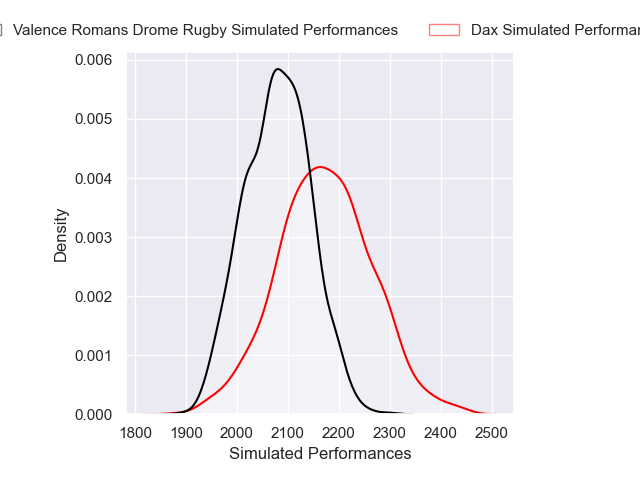 Valence Romans Drome Rugby Simulated Performances
Dax Simulated
0.006
0.005
0.004
0.003
0.002
0.001
0.000
Density
1800 1900 2000 2100 2200 2300 2400 2500
Simulated Performances